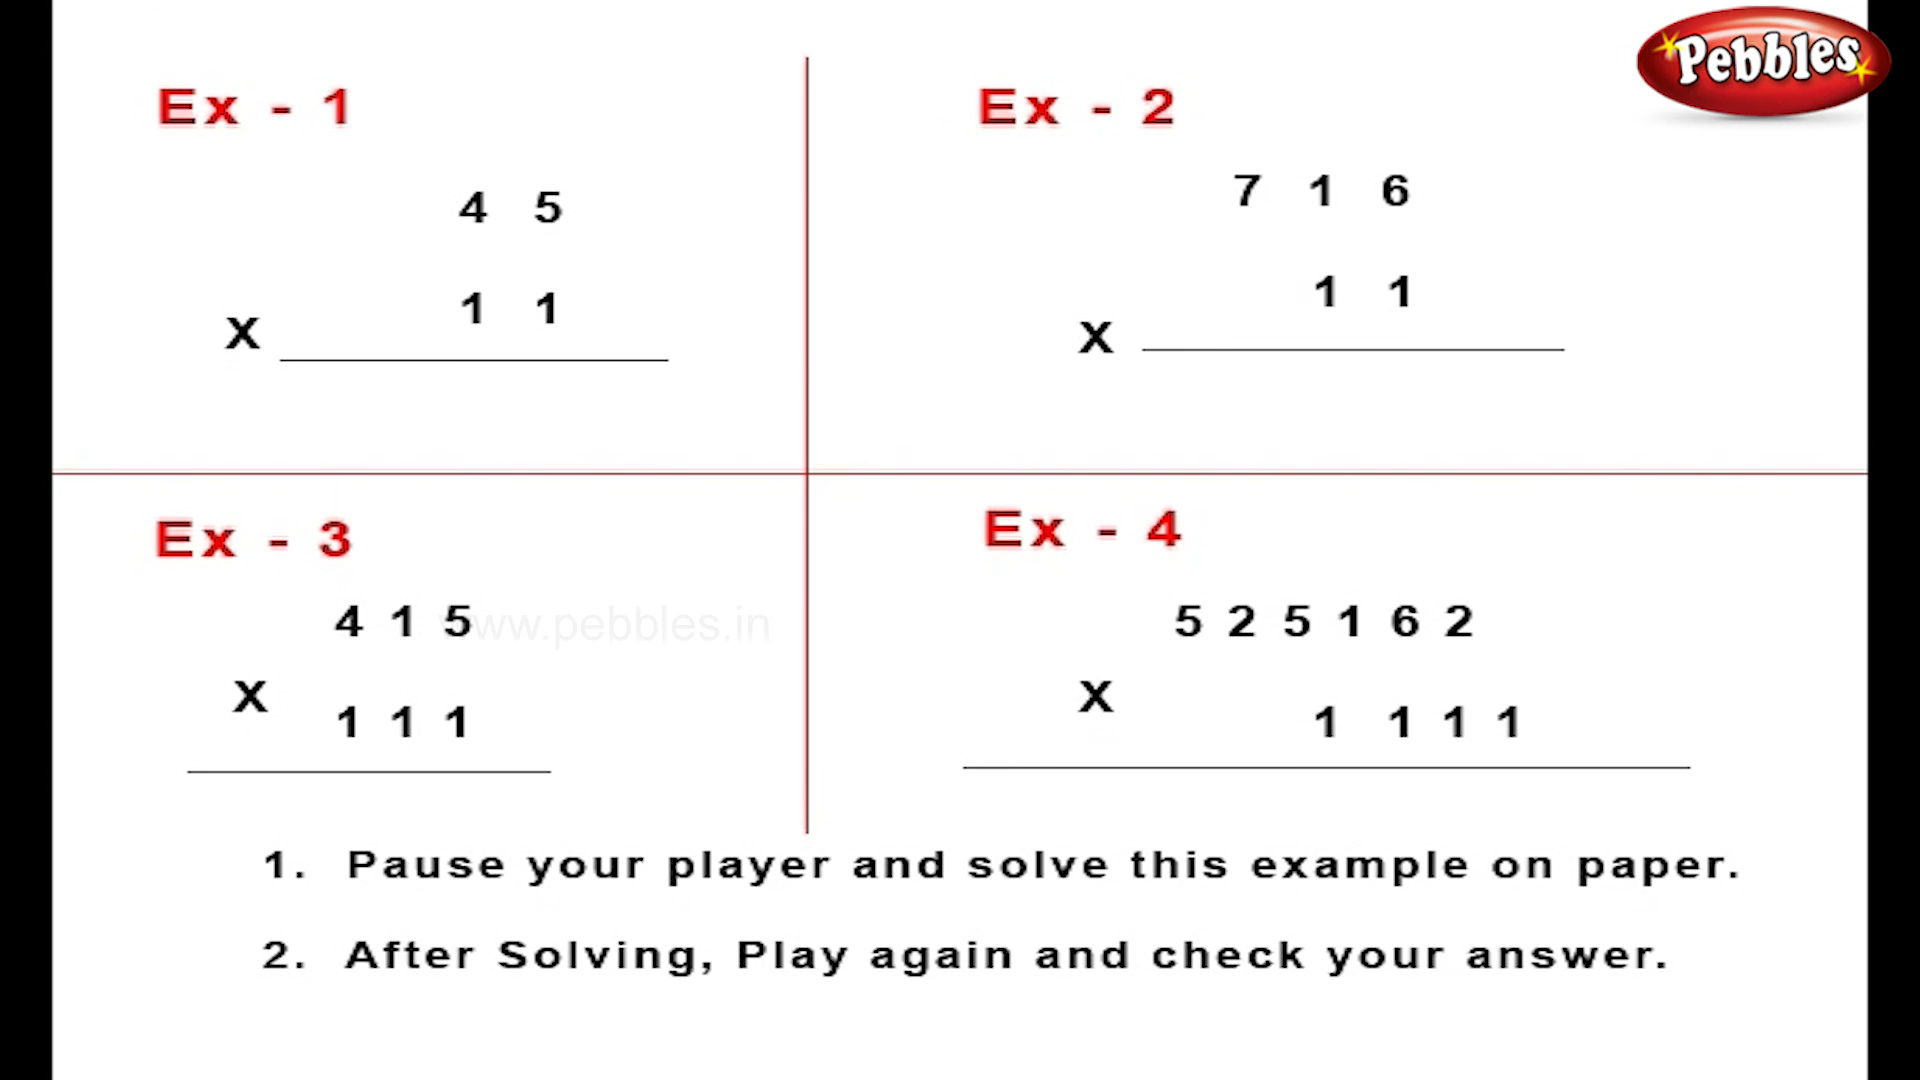 Pebbles
Ex - 1
4 5
1 1
X
Ex - 2
7 1 6
1 1
X
Ex - 3
4 1 5
www.pebbles.in
X
1 1 1
Ex - 4
5 2 5 1 6 2
X
1 1 1 1
1. Pause your player and solve this example on paper.
2. After Solving, Play again and check your answer.